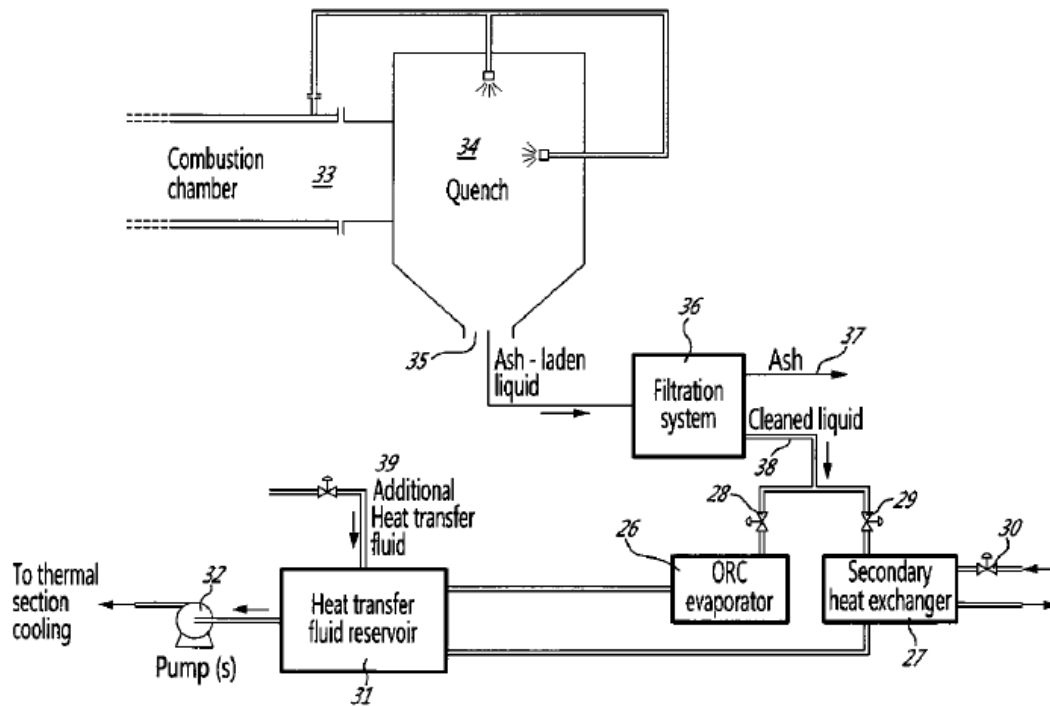 Combustion
chamber
33
34
Quench
35
Ash - laden
liquid
36
Filtration
system
Ash
37
Cleaned liquid
38
39
Additional
Heat transfer
fluid
28
29
30
26
ORC
evaporator
Secondary
heat exchanger
27
To thermal
section
cooling
32
Pump (s)
Heat transfer
fluid reservoir
31